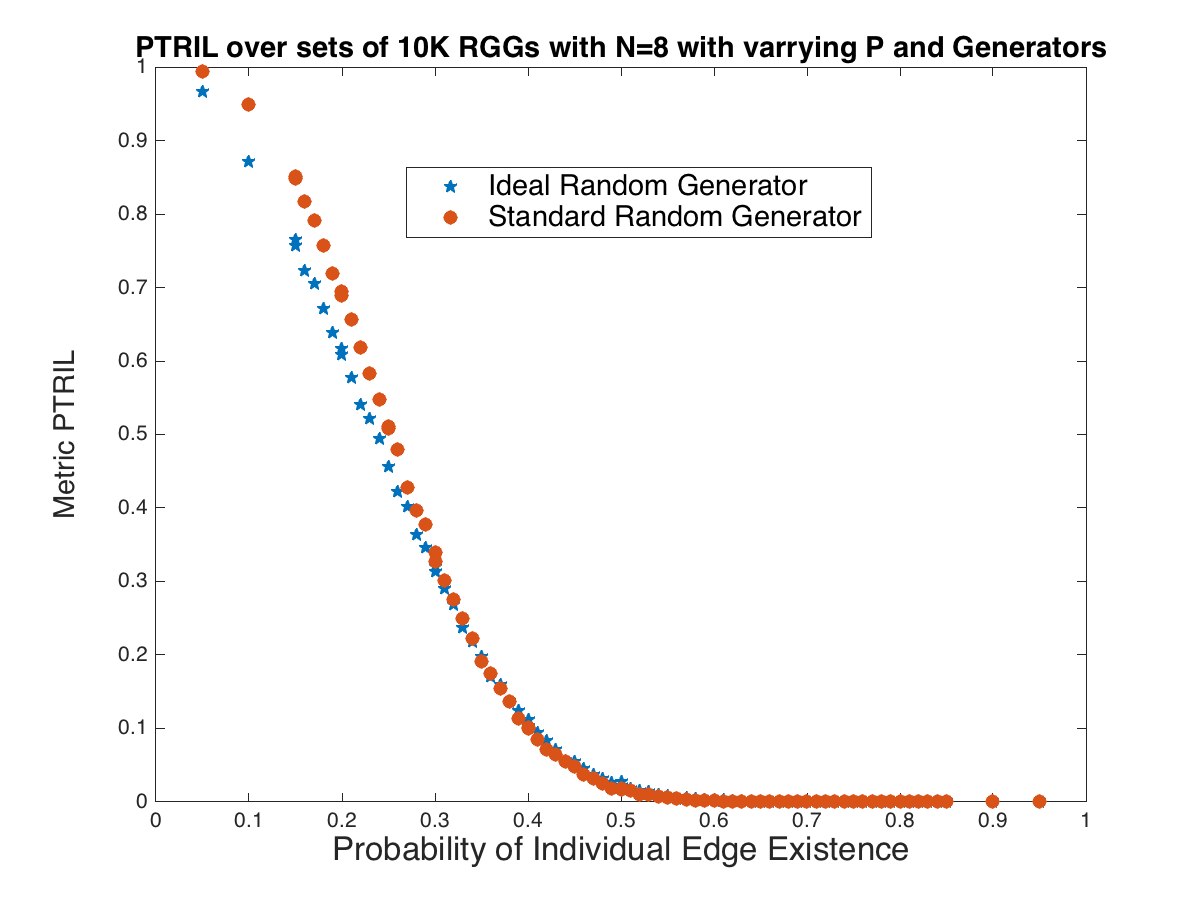 PTRIL over sets of 10K RGGs with N=8 with varrying P and Generators
1
0.9
0.8
0.7
0.6
0.5
0.4
0.3
0.2
0.1
0
Metric PTRIL
Ideal Random Generator
Standard Random Generator
0 0.1 0.2 0.3 0.4 0.5 0.6 0.7 0.8 0.9 1
Probability of Individual Edge Existence